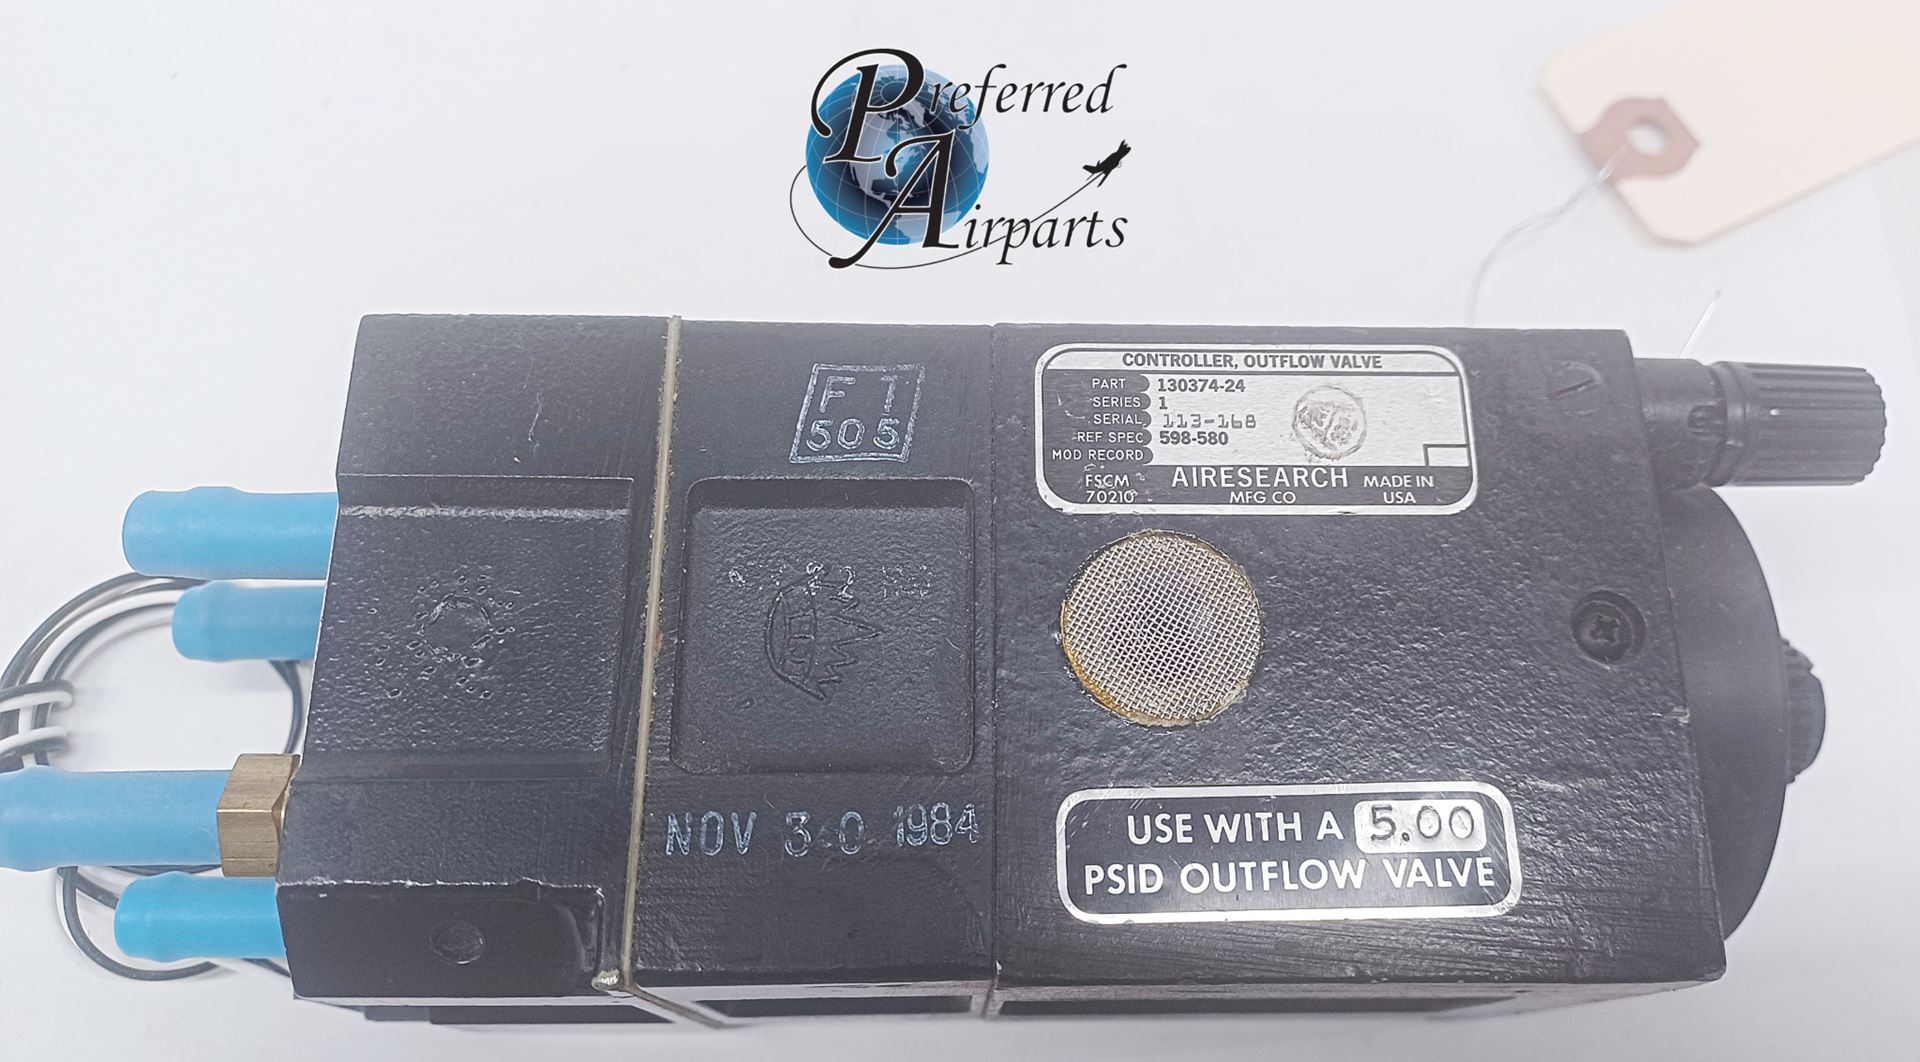 Preferred
Airparts
F T
505
CONTROLLER, OUTFLOW VALVE
PART 130374-24
SERIES 1
SERIAL 113-168
REF SPEC 598-580
MOD RECORD
FSCM
70210
AIRESEARCH
MFG CO
MADE IN
USA
NOV 30 1984
USE WITH A 5.00
PSID OUTFLOW VALVE